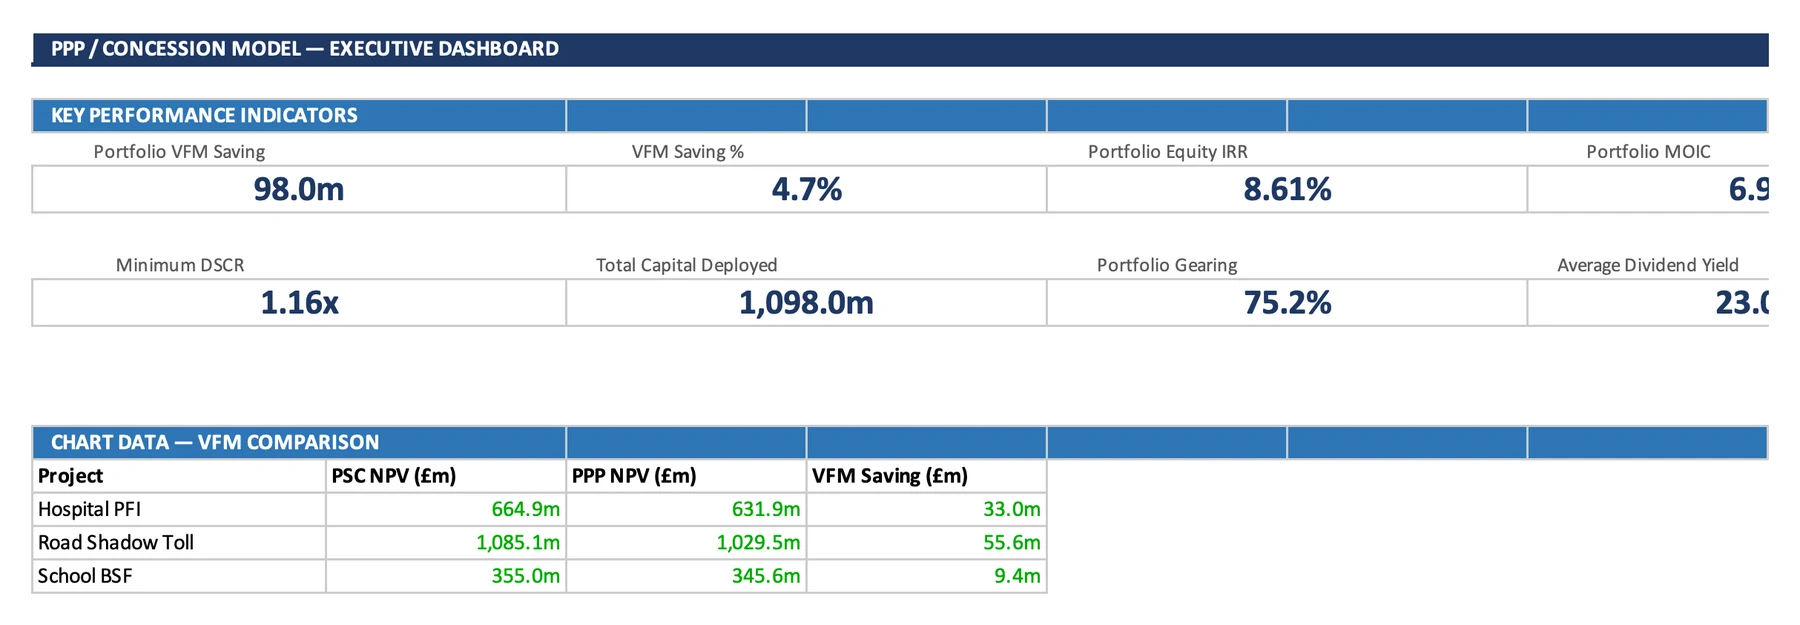 PPP / CONCESSION MODEL — EXECUTIVE DASHBOARD
KEY PERFORMANCE INDICATORS
Portfolio VFM Saving VFM Saving % Portfolio Equity IRR Portfolio MOIC
98.0m 4.7% 8.61% 6.9
Minimum DSCR Total Capital Deployed Portfolio Gearing Average Dividend Yield
1.16x 1,098.0m 75.2% 23.0
CHART DATA — VFM COMPARISON
Project PSC NPV (£m) PPP NPV (£m) VFM Saving (£m)
Hospital PFI 664.9m 631.9m 33.0m
Road Shadow Toll 1,085.1m 1,029.5m 55.6m
School BSF 355.0m 345.6m 9.4m